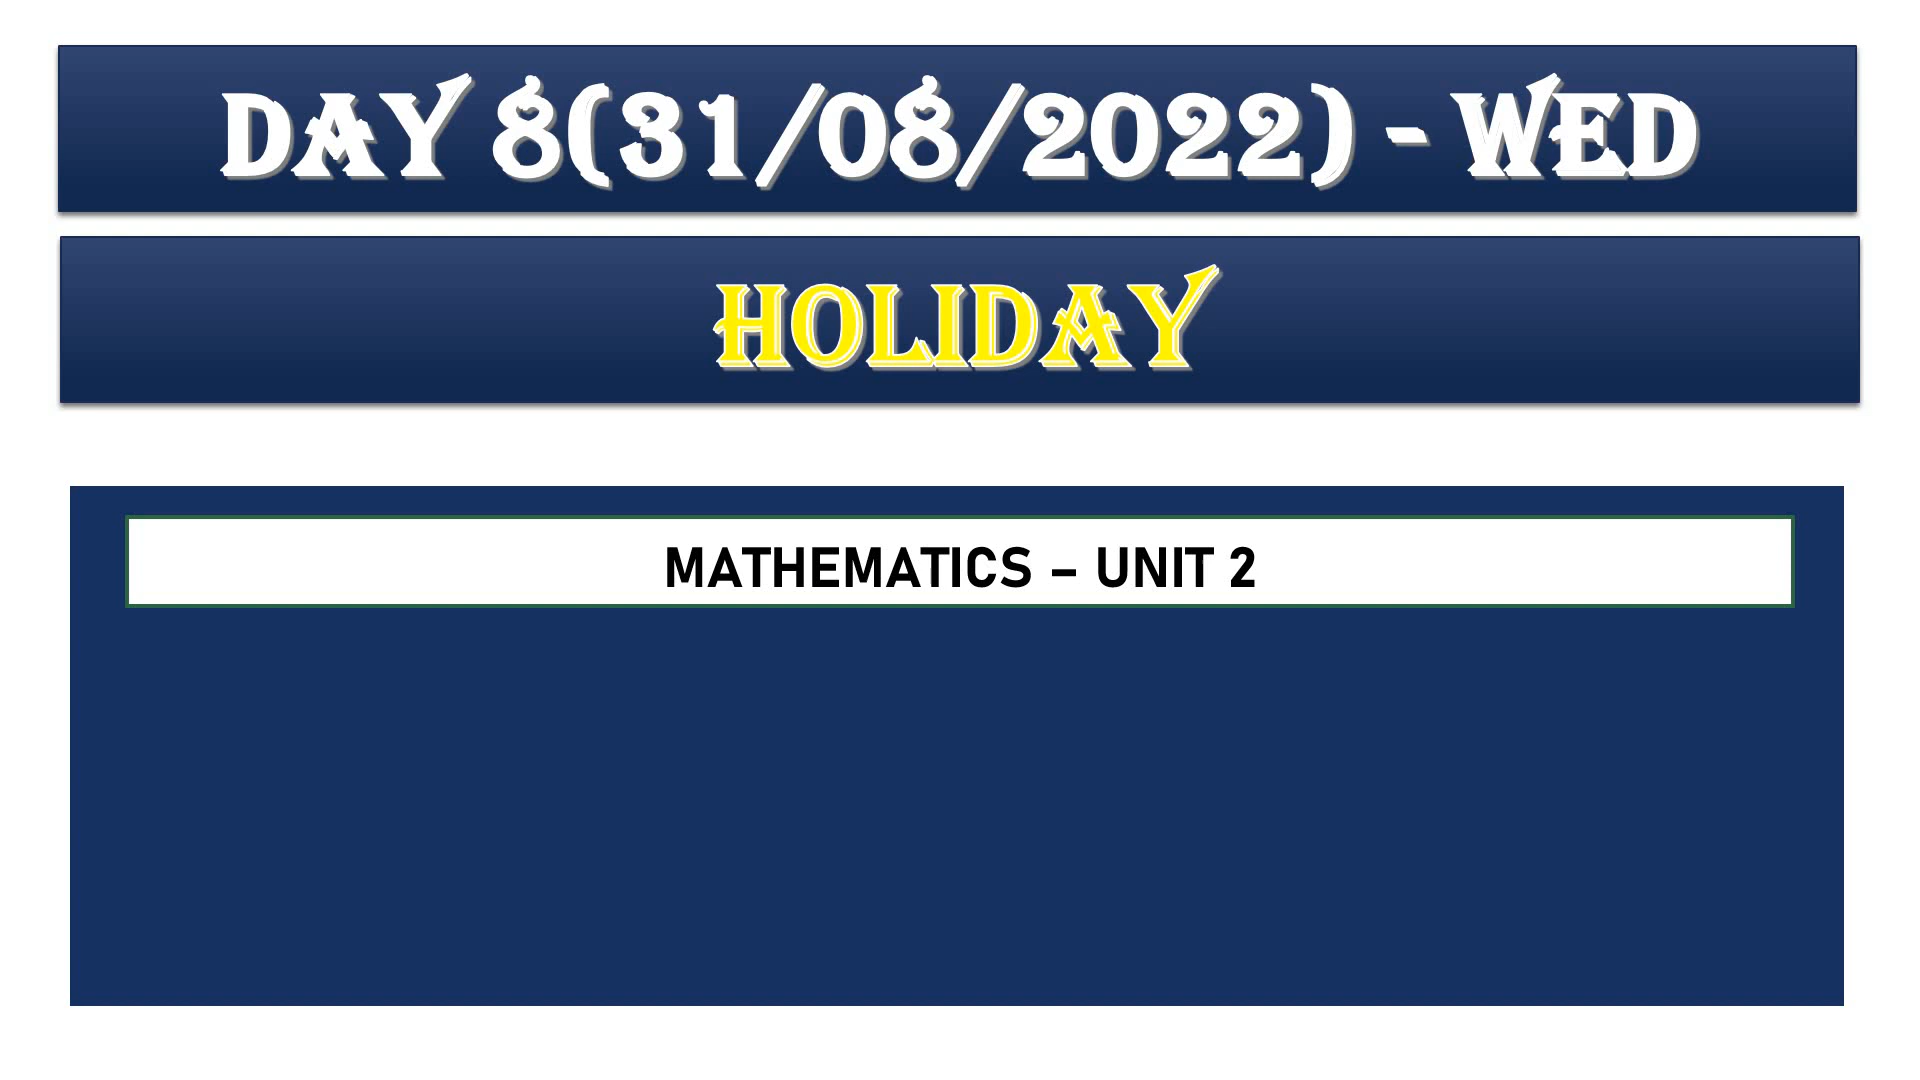 DAY 8(31/08/2022) - WED
HOLIDAY
MATHEMATICS – UNIT 2